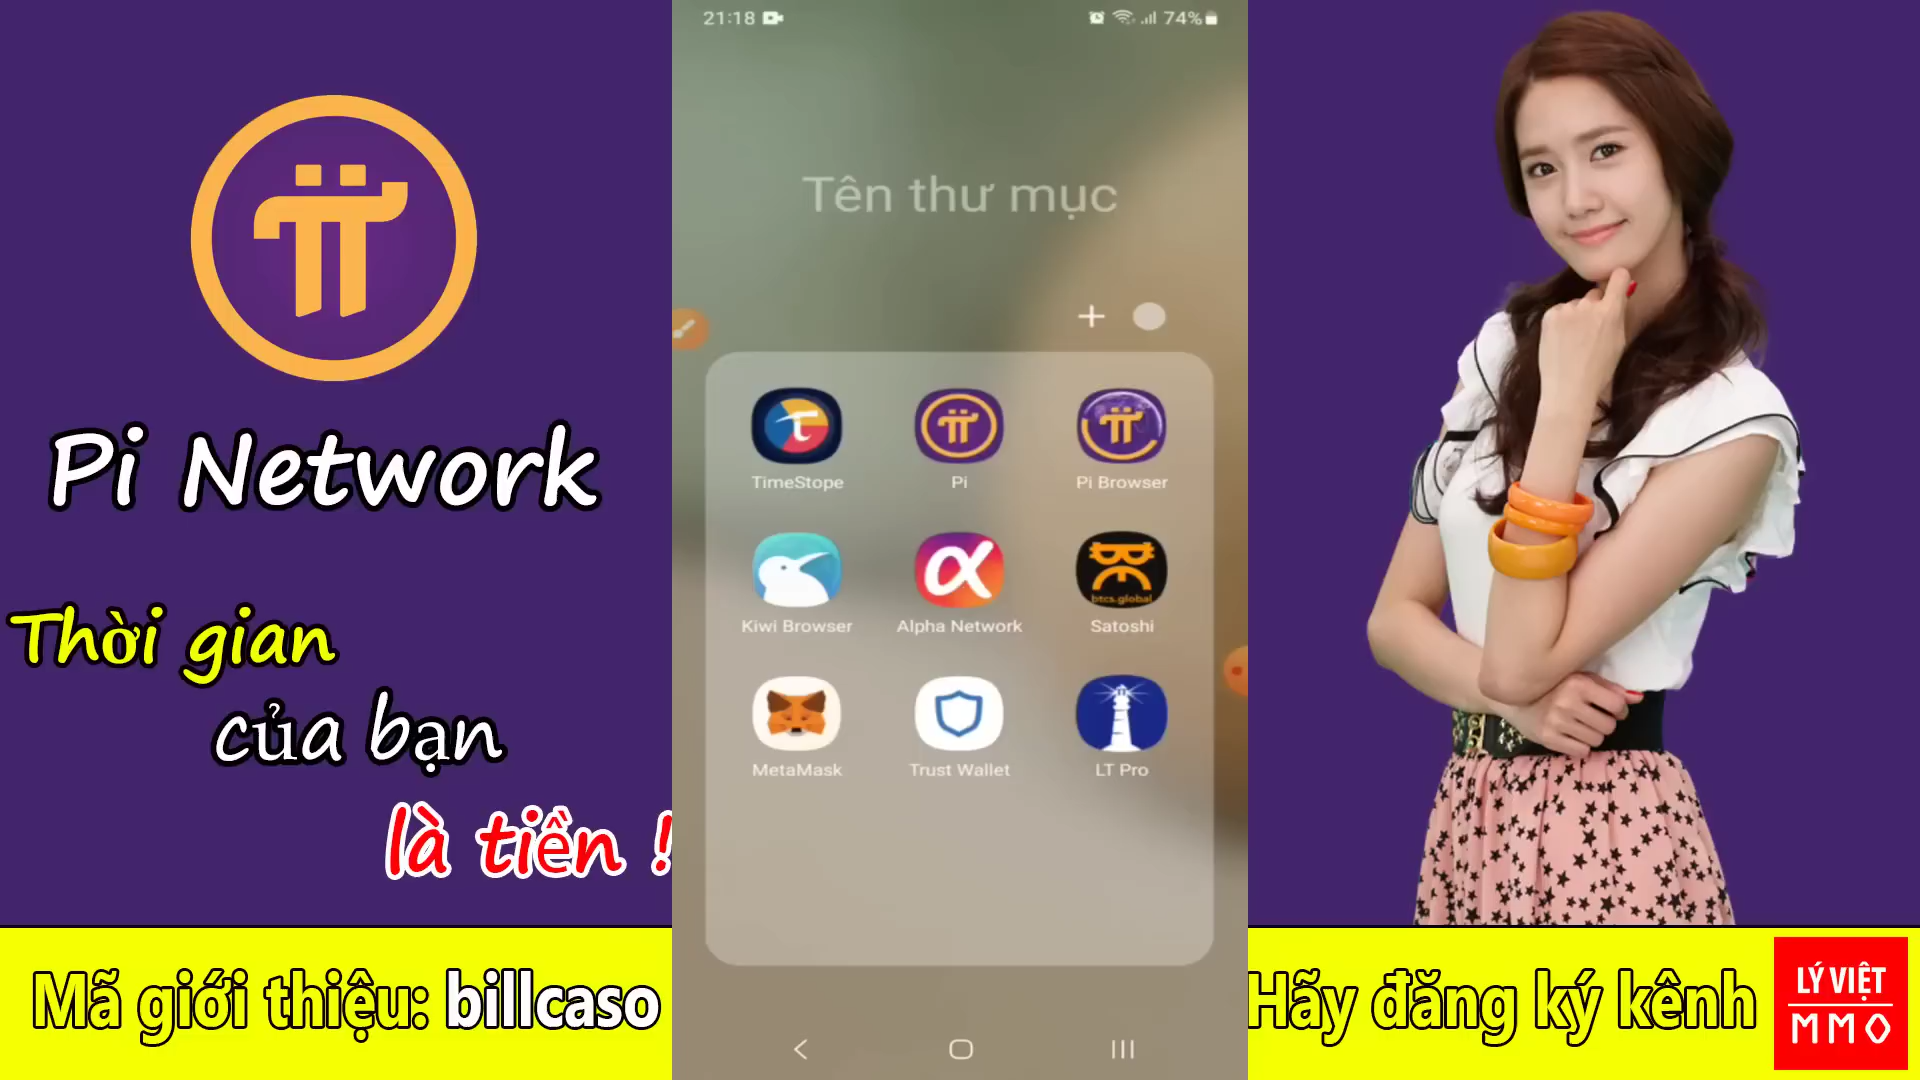 Pi Network
Thời gian
của bạn
là tiền !
Mã giới thiệu: billcaso
21:18
74%
Tên thư mục
TimeStope
Pi
Pi Browser
Kiwi Browser
Alpha Network
btcs.global
Satoshi
MetaMask
Trust Wallet
LT Pro
Hãy đăng ký kênh
LÝ VIỆT
MMO